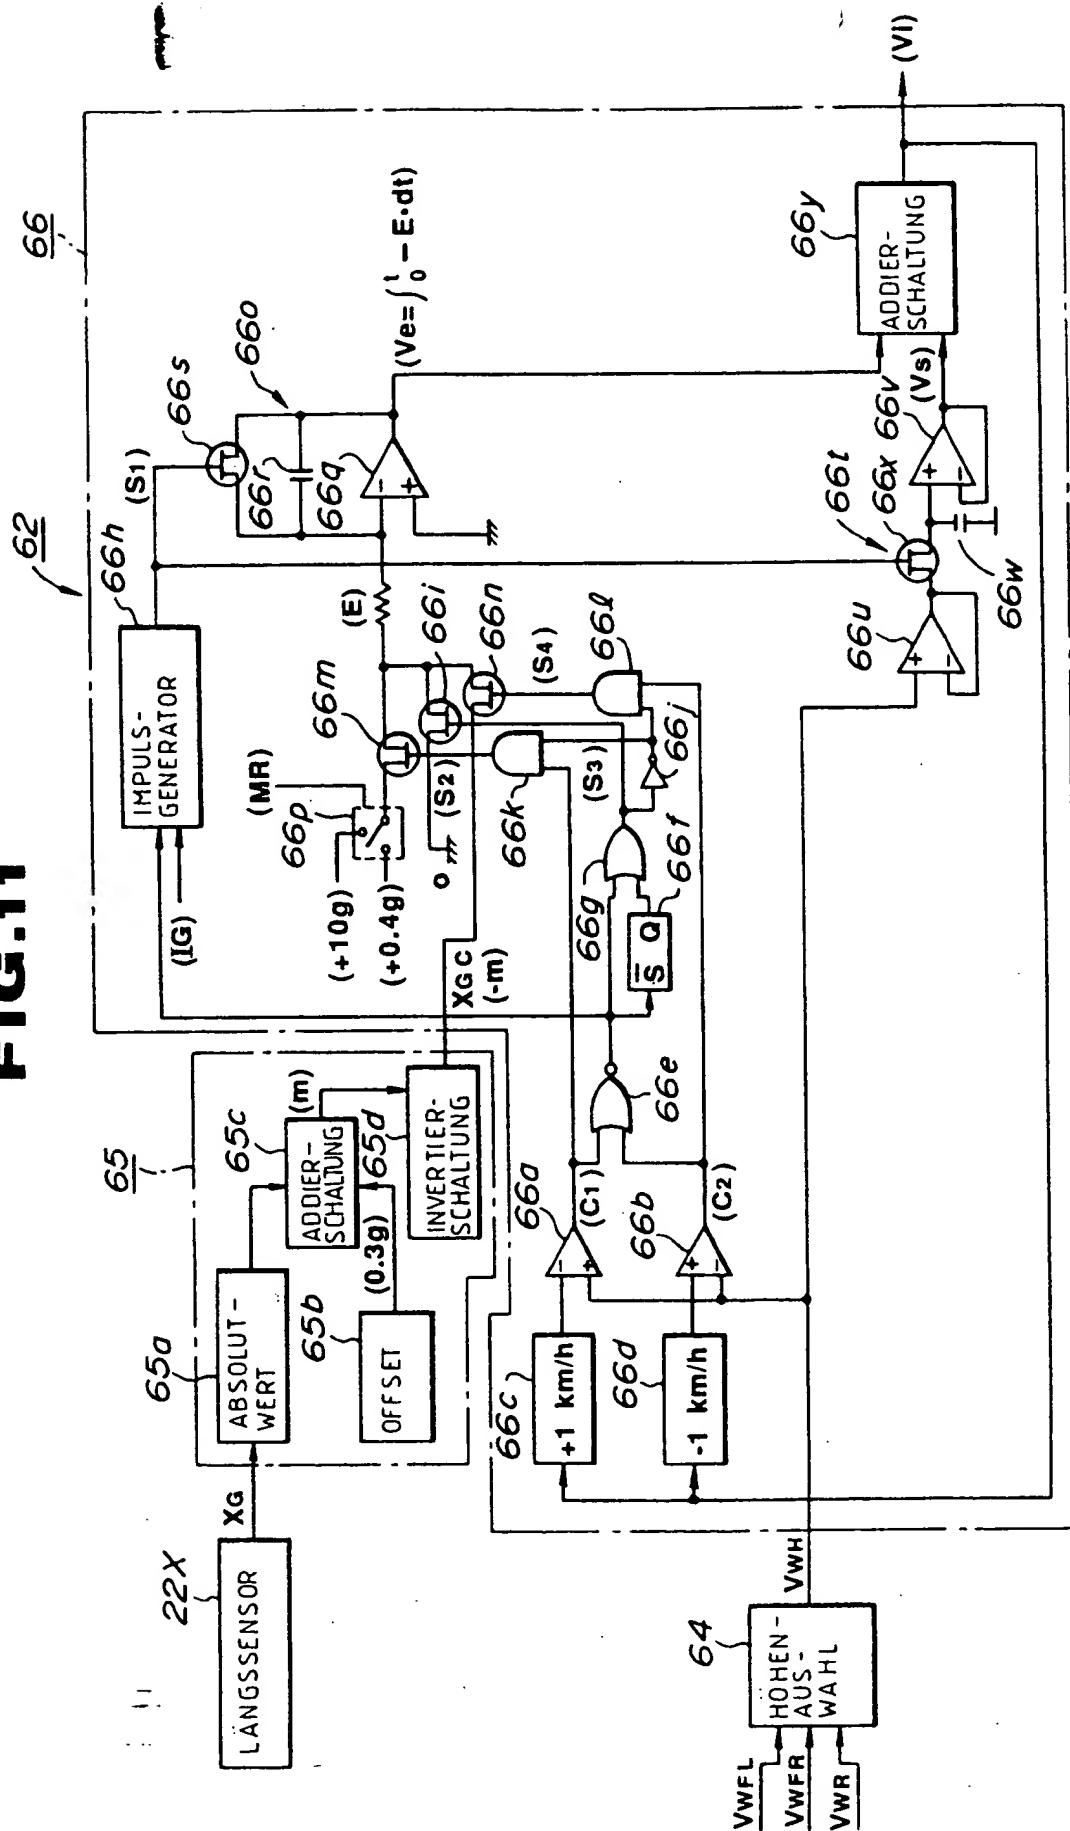 FIG.11
62
66
(S1)
66h
IMPULS-
GENERATOR
(IG)
66s
66o
66r
66q
(Ve=∫₀ᵗ − E·dt)
(E)
(MR)
66p
66m
66i
66n
(+10g)
(+0.4g)
0
(S2)
(S4)
66k
66l
(S3)
66j
66g
66f
S̅ Q
XGC
(-m)
65
65c
(m)
ADDIER-
SCHALTUNG
65d
INVERTIER-
SCHALTUNG
65a
ABSOLUT-
WERT
(0.3g)
65b
OFFSET
XG
22X
LÄNGSSENSOR
66a
(C1)
66e
66b
(C2)
66c
+1 km/h
66d
-1 km/h
66t
66u
66x
66v
66w
(Vs)
66y
ADDIER-
SCHALTUNG
(Vi)
VWH
64
HÖHEN-
AUS-
WAHL
VWFL
VWFR
VWR